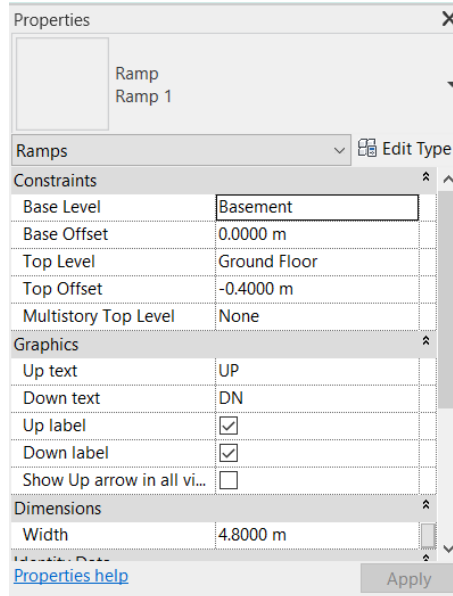 Properties
Ramp
Ramp 1
Ramps Edit Type
Constraints
Base Level Basement
Base Offset 0.0000 m
Top Level Ground Floor
Top Offset -0.4000 m
Multistory Top Level None
Graphics
Up text UP
Down text DN
Up label
Down label
Show Up arrow in all vi...
Dimensions
Width 4.8000 m
Identity Data
Properties help Apply